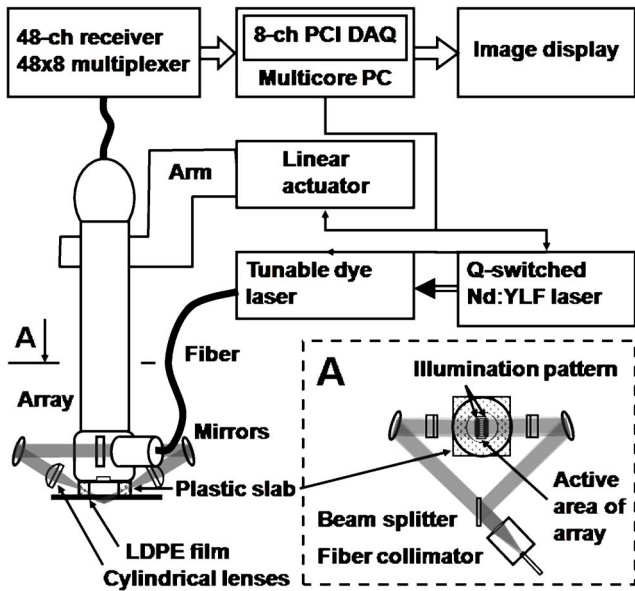 48-ch receiver
48x8 multiplexer
8-ch PCI DAQ
Multicore PC
Image display
Arm
Linear
actuator
Tunable dye
laser
Q-switched
Nd:YLF laser
A
Fiber
Array
Mirrors
Plastic slab
LDPE film
Cylindrical lenses
A
Illumination pattern
Active
area of
array
Beam splitter
Fiber collimator